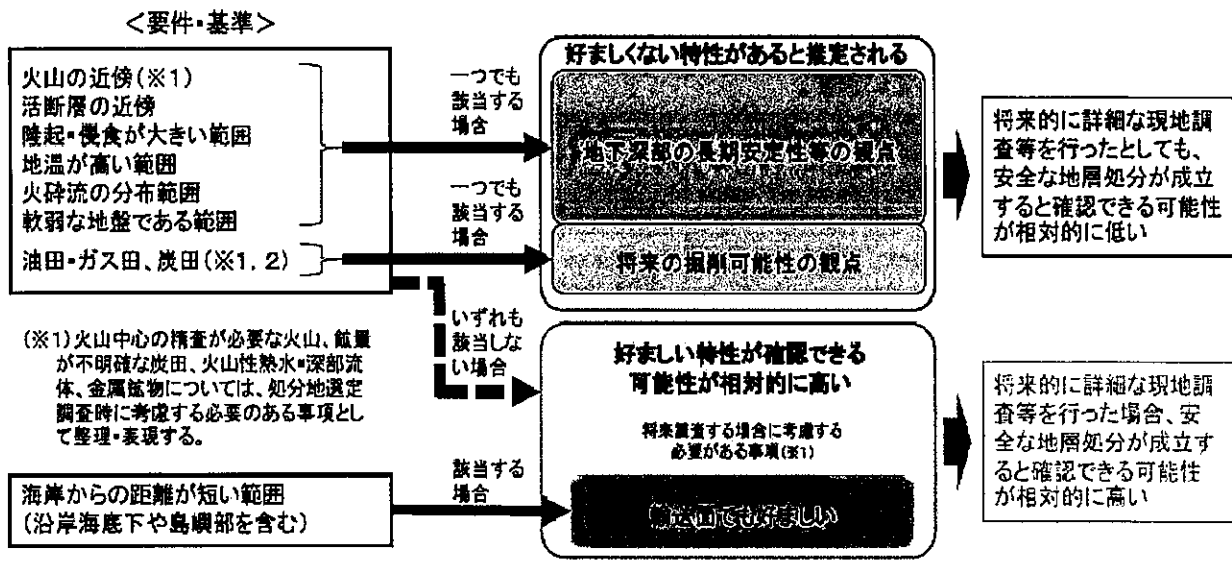 ＜要件・基準＞
火山の近傍(※1)
活断層の近傍
隆起・侵食が大きい範囲
地温が高い範囲
火砕流の分布範囲
軟弱な地盤である範囲
油田・ガス田、炭田(※1, 2)
(※1)火山中心の精査が必要な火山、鉱量
が不明確な炭田、火山性熱水・深部流
体、金属鉱物については、処分地選定
調査時に考慮する必要のある事項とし
て整理・表現する。
海岸からの距離が短い範囲
(沿岸海底下や島嶼部を含む)
一つでも
該当する
場合
一つでも
該当する
場合
いずれも
該当しな
い場合
該当する
場合
好ましくない特性があると推定される
地下深部の長期安定性等の観点
将来の掘削可能性の観点
好ましい特性が確認できる
可能性が相対的に高い
将来調査する場合に考慮する
必要がある事項(※1)
輸送面でも好ましい
将来的に詳細な現地調
査等を行ったとしても、
安全な地層処分が成立
すると確認できる可能性
が相対的に低い
将来的に詳細な現地調
査等を行った場合、安
全な地層処分が成立す
ると確認できる可能性
が相対的に高い